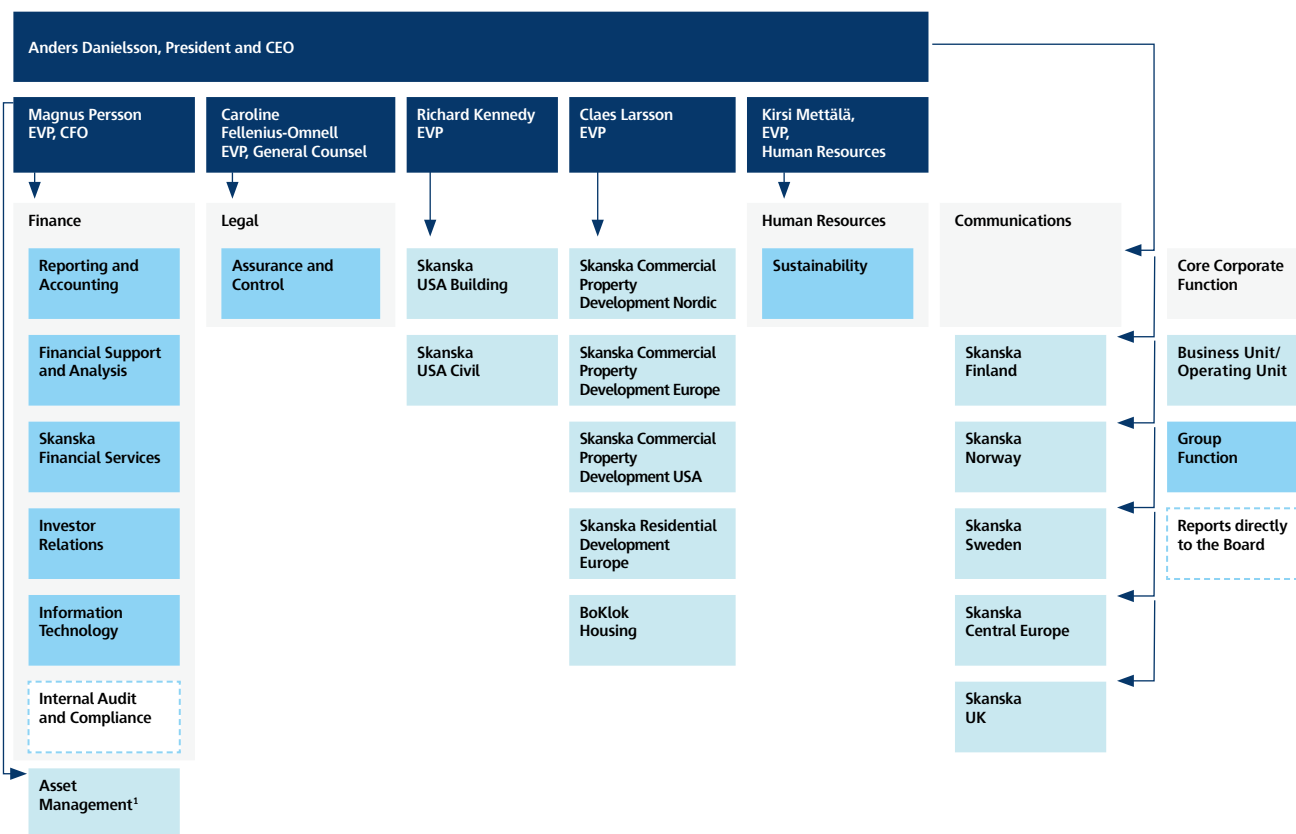 Anders Danielsson, President and CEO
Magnus Persson
EVP, CFO
Caroline
Fellenius-Omnell
EVP, General Counsel
Richard Kennedy
EVP
Claes Larsson
EVP
Kirsi Mettälä,
EVP,
Human Resources
Finance
Reporting and
Accounting
Financial Support
and Analysis
Skanska
Financial Services
Investor
Relations
Information
Technology
Internal Audit
and Compliance
Asset
Management¹
Legal
Assurance and
Control
Skanska
USA Building
Skanska
USA Civil
Skanska Commercial
Property
Development Nordic
Skanska Commercial
Property
Development Europe
Skanska Commercial
Property
Development USA
Skanska Residential
Development
Europe
BoKlok
Housing
Human Resources
Sustainability
Communications
Skanska
Finland
Skanska
Norway
Skanska
Sweden
Skanska
Central Europe
Skanska
UK
Core Corporate
Function
Business Unit/
Operating Unit
Group
Function
Reports directly
to the Board